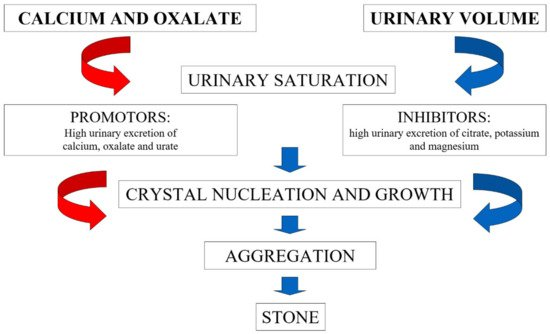 CALCIUM AND OXALATE
URINARY VOLUME
URINARY SATURATION
PROMOTORS:
High urinary excretion of
calcium, oxalate and urate
INHIBITORS:
high urinary excretion of citrate, potassium
and magnesium
CRYSTAL NUCLEATION AND GROWTH
AGGREGATION
STONE